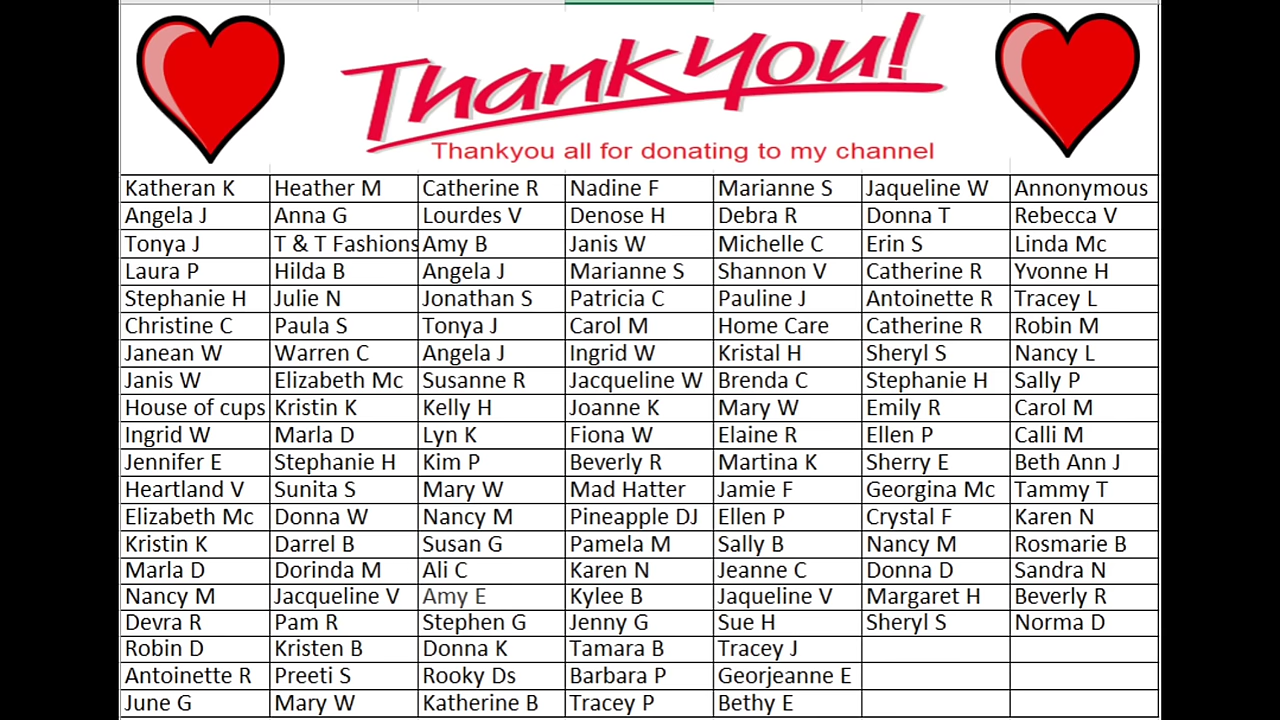 Thank You!
Thankyou all for donating to my channel
Katheran K Heather M Catherine R Nadine F Marianne S Jaqueline W Annonymous
Angela J Anna G Lourdes V Denose H Debra R Donna T Rebecca V
Tonya J T & T Fashions Amy B Janis W Michelle C Erin S Linda Mc
Laura P Hilda B Angela J Marianne S Shannon V Catherine R Yvonne H
Stephanie H Julie N Jonathan S Patricia C Pauline J Antoinette R Tracey L
Christine C Paula S Tonya J Carol M Home Care Catherine R Robin M
Janean W Warren C Angela J Ingrid W Kristal H Sheryl S Nancy L
Janis W Elizabeth Mc Susanne R Jacqueline W Brenda C Stephanie H Sally P
House of cups Kristin K Kelly H Joanne K Mary W Emily R Carol M
Ingrid W Marla D Lyn K Fiona W Elaine R Ellen P Calli M
Jennifer E Stephanie H Kim P Beverly R Martina K Sherry E Beth Ann J
Heartland V Sunita S Mary W Mad Hatter Jamie F Georgina Mc Tammy T
Elizabeth Mc Donna W Nancy M Pineapple DJ Ellen P Crystal F Karen N
Kristin K Darrel B Susan G Pamela M Sally B Nancy M Rosmarie B
Marla D Dorinda M Ali C Karen N Jeanne C Donna D Sandra N
Nancy M Jacqueline V Amy E Kylee B Jaqueline V Margaret H Beverly R
Devra R Pam R Stephen G Jenny G Sue H Sheryl S Norma D
Robin D Kristen B Donna K Tamara B Tracey J
Antoinette R Preeti S Rooky Ds Barbara P Georjeanne E
June G Mary W Katherine B Tracey P Bethy E